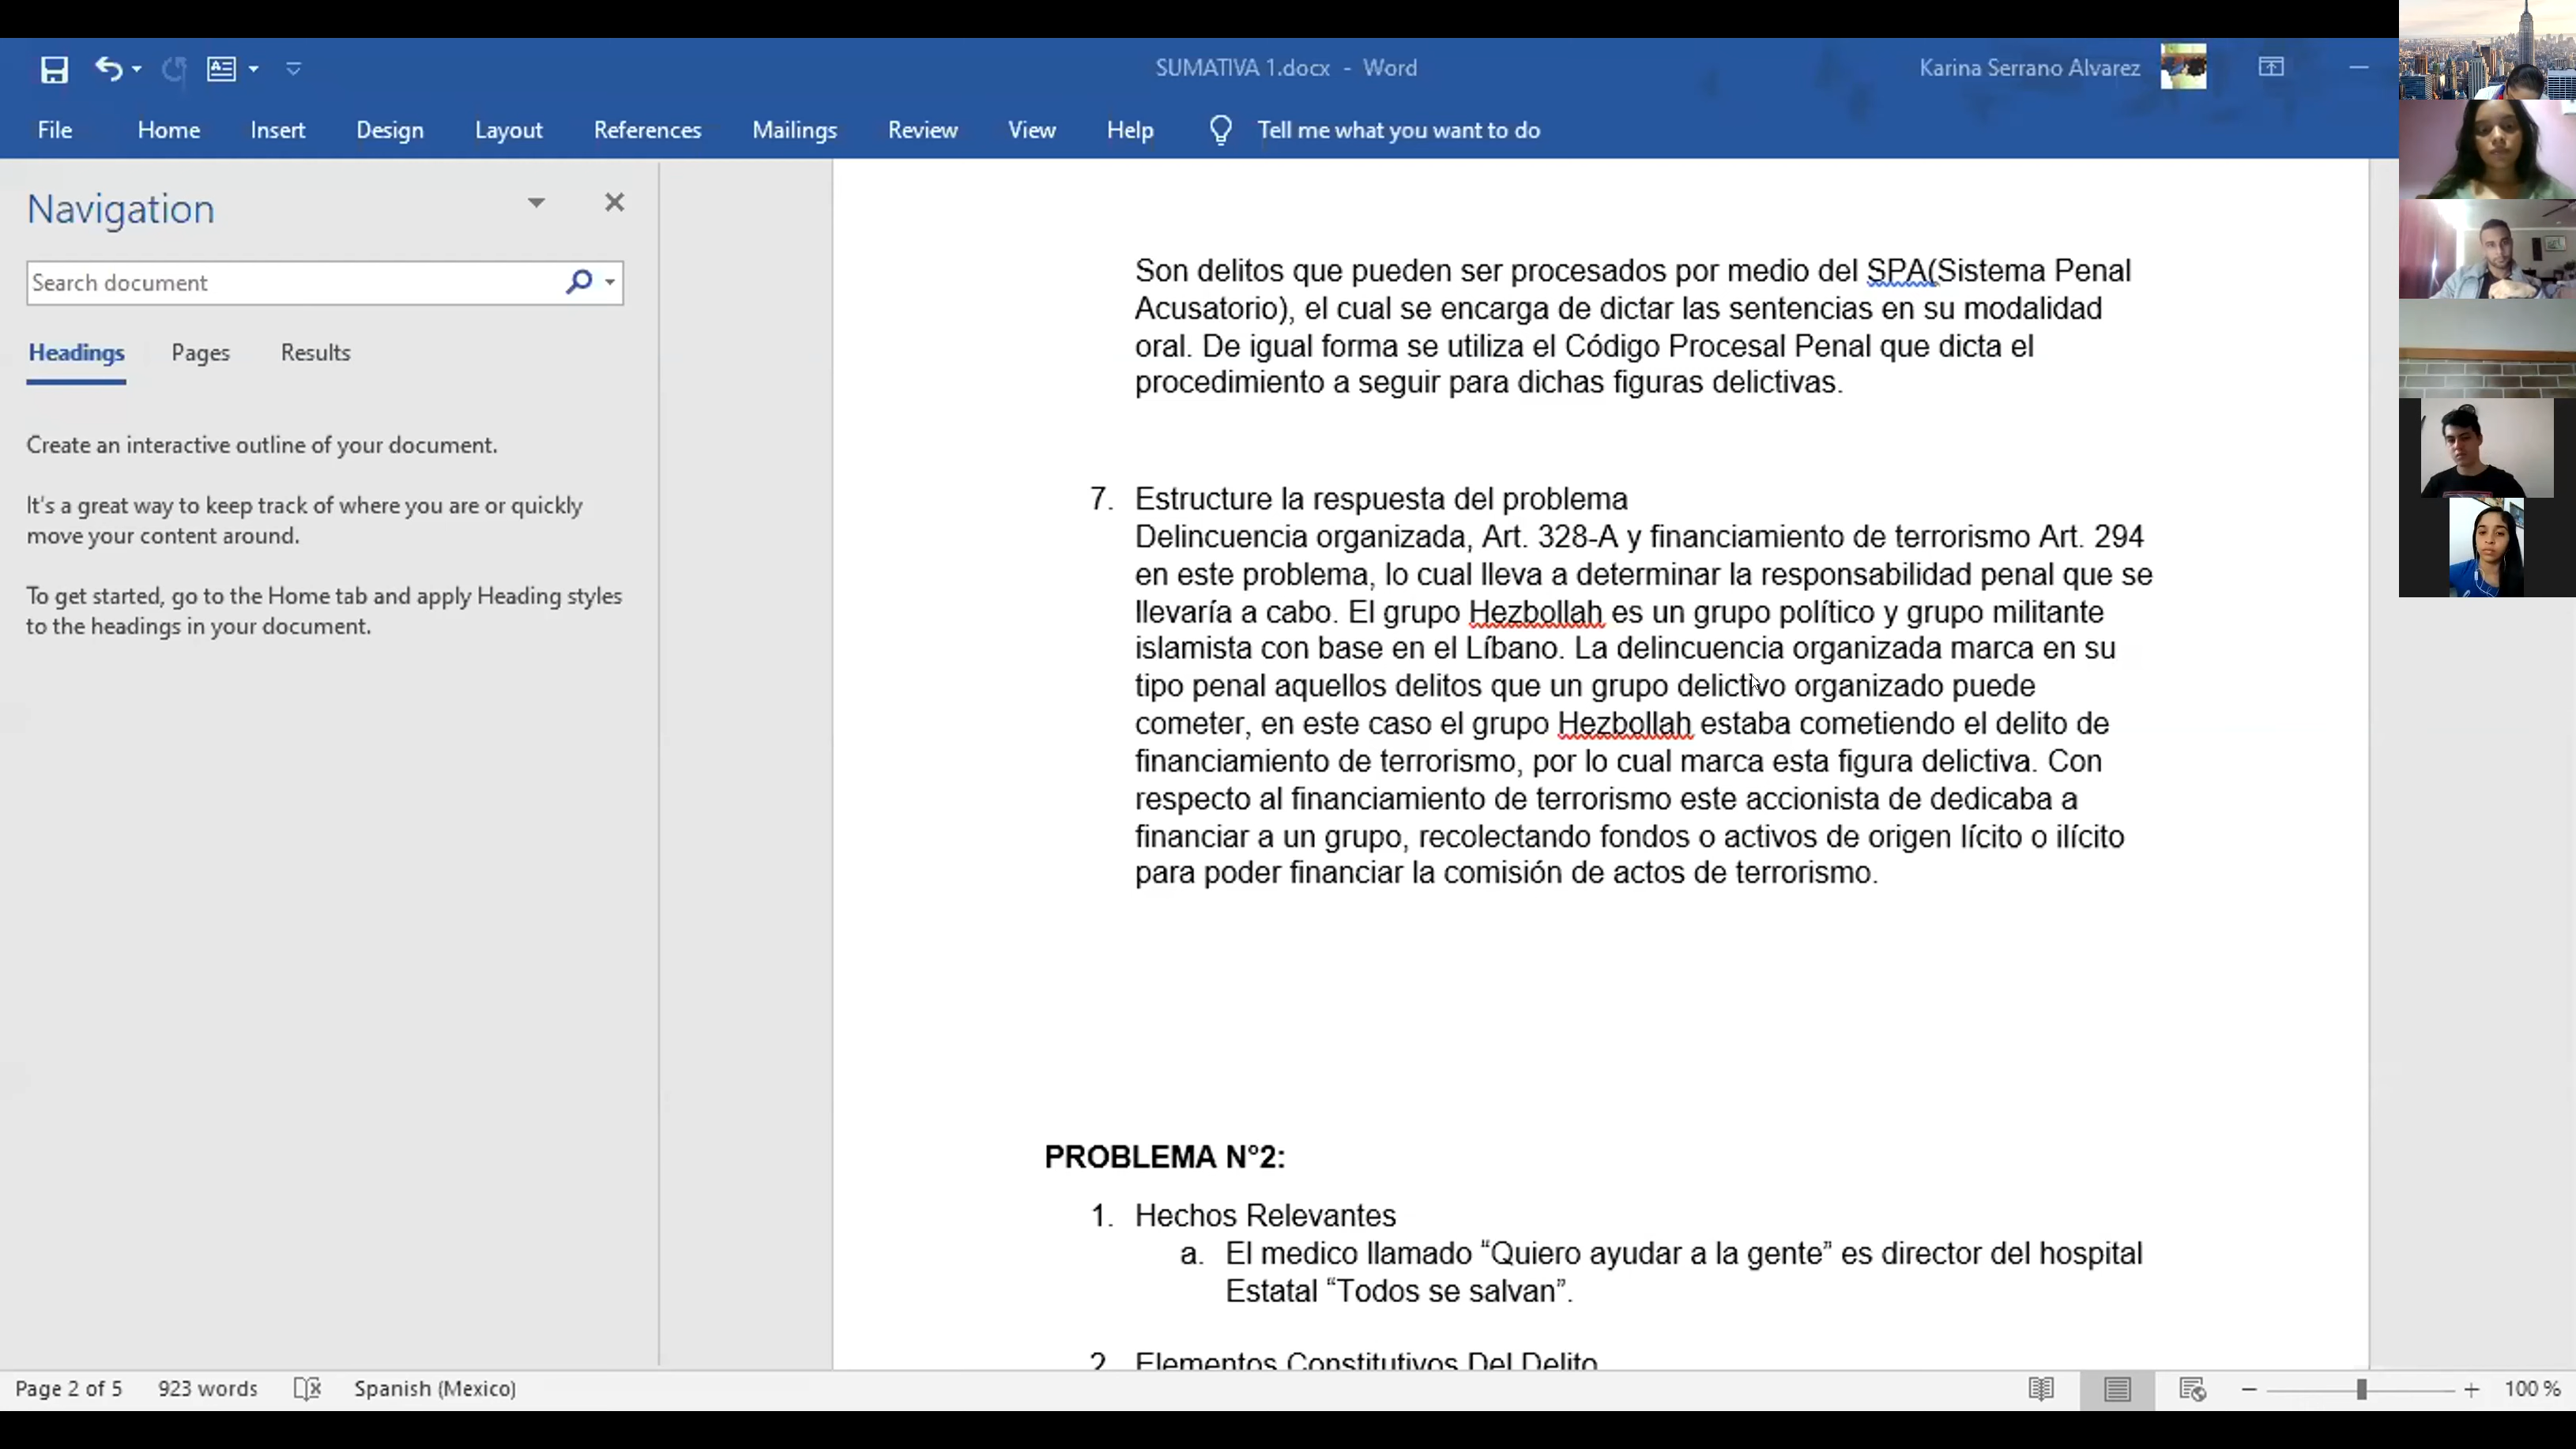 SUMATIVA 1.docx - Word
Karina Serrano Alvarez
File Home Insert Design Layout References Mailings Review View Help Tell me what you want to do
Navigation
Search document
Headings Pages Results
Create an interactive outline of your document.
It's a great way to keep track of where you are or quickly
move your content around.
To get started, go to the Home tab and apply Heading styles
to the headings in your document.
Son delitos que pueden ser procesados por medio del SPA(Sistema Penal
Acusatorio), el cual se encarga de dictar las sentencias en su modalidad
oral. De igual forma se utiliza el Código Procesal Penal que dicta el
procedimiento a seguir para dichas figuras delictivas.
7. Estructure la respuesta del problema
Delincuencia organizada, Art. 328-A y financiamiento de terrorismo Art. 294
en este problema, lo cual lleva a determinar la responsabilidad penal que se
llevaría a cabo. El grupo Hezbollah es un grupo político y grupo militante
islamista con base en el Líbano. La delincuencia organizada marca en su
tipo penal aquellos delitos que un grupo delictivo organizado puede
cometer, en este caso el grupo Hezbollah estaba cometiendo el delito de
financiamiento de terrorismo, por lo cual marca esta figura delictiva. Con
respecto al financiamiento de terrorismo este accionista de dedicaba a
financiar a un grupo, recolectando fondos o activos de origen lícito o ilícito
para poder financiar la comisión de actos de terrorismo.
PROBLEMA N°2:
1. Hechos Relevantes
a. El medico llamado “Quiero ayudar a la gente” es director del hospital
Estatal “Todos se salvan”.
2. Elementos Constitutivos Del Delito
Page 2 of 5 923 words Spanish (Mexico) 100 %